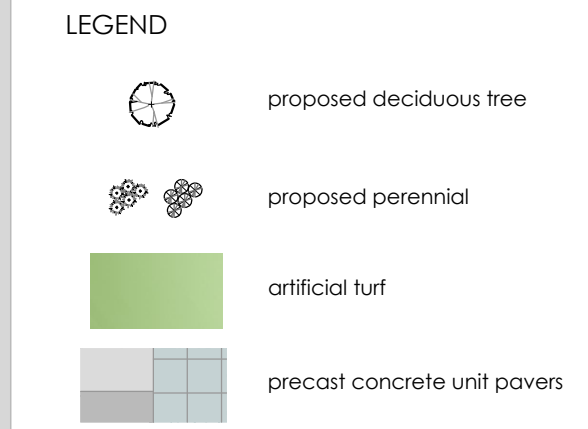 LEGEND
proposed deciduous tree
proposed perennial
artificial turf
precast concrete unit pavers